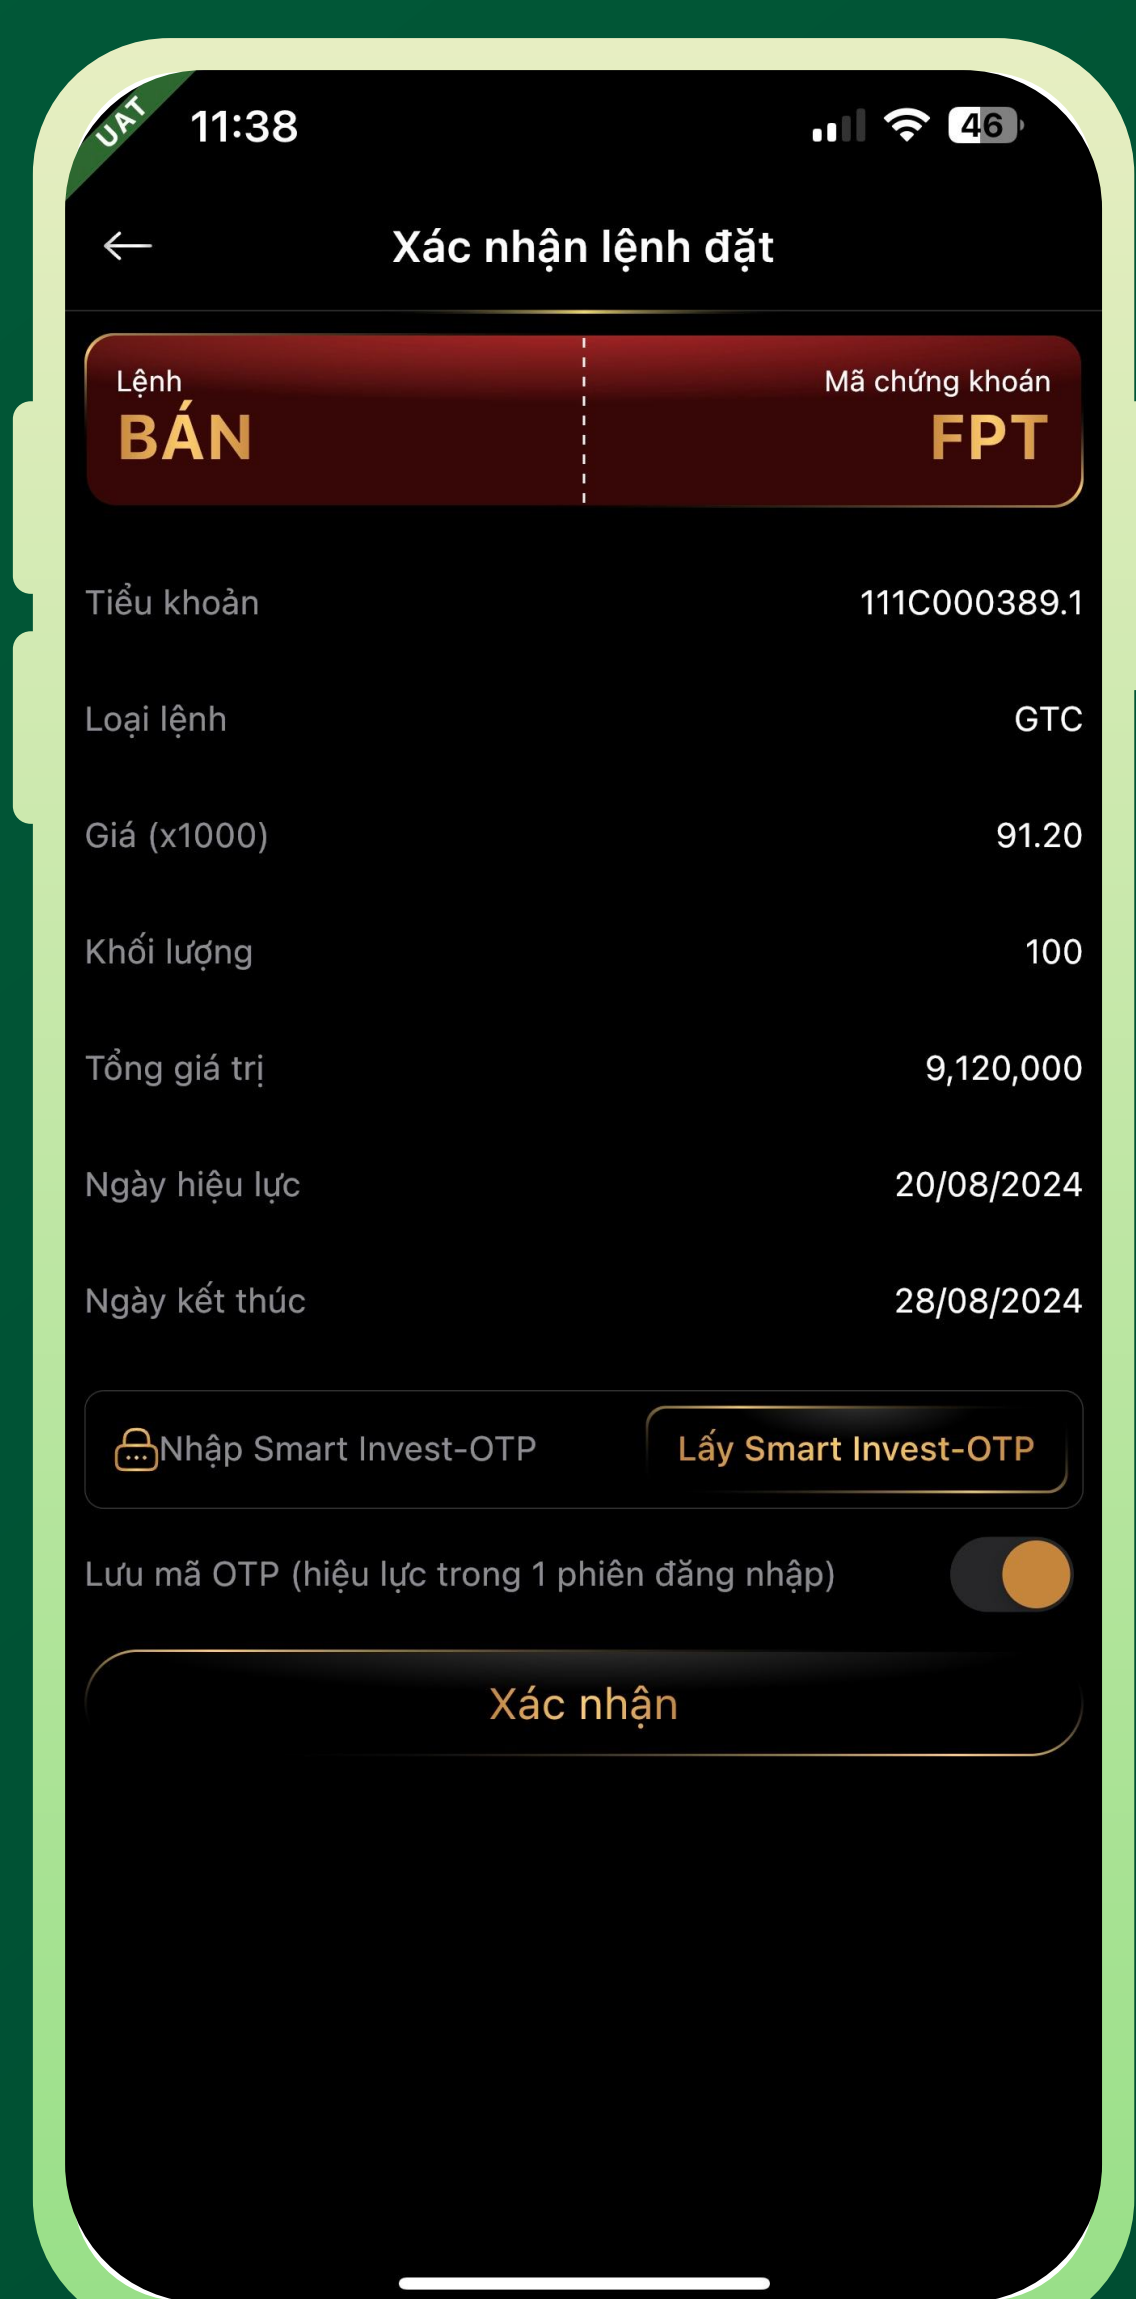 UAT
11:38
46
Xác nhận lệnh đặt
Lệnh
Mã chứng khoán
BÁN
FPT
Tiểu khoản 111C000389.1
Loại lệnh GTC
Giá (x1000) 91.20
Khối lượng 100
Tổng giá trị 9,120,000
Ngày hiệu lực 20/08/2024
Ngày kết thúc 28/08/2024
Nhập Smart Invest-OTP Lấy Smart Invest-OTP
Lưu mã OTP (hiệu lực trong 1 phiên đăng nhập)
Xác nhận